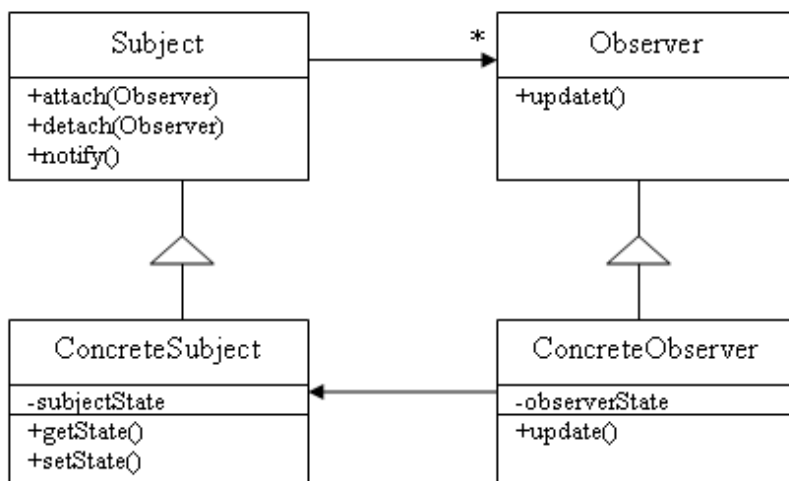 Subject
+attach(Observer)
+detach(Observer)
+notify()
*
Observer
+updatet()
ConcreteSubject
-subjectState
+getState()
+setState()
ConcreteObserver
-observerState
+update()